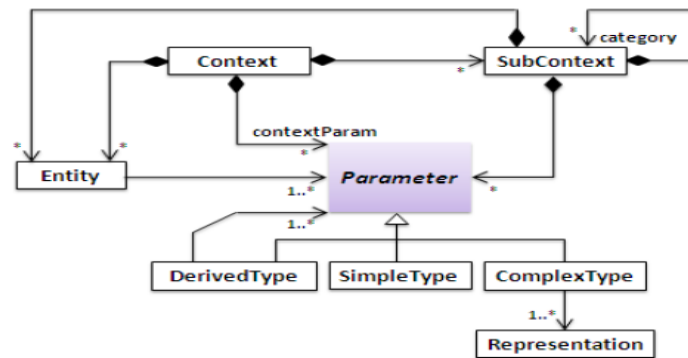 * category
Context
SubContext
*
*
contextParam
* *
*
Entity
Parameter
1..*
*
1..*
DerivedType
SimpleType
ComplexType
1..*
Representation